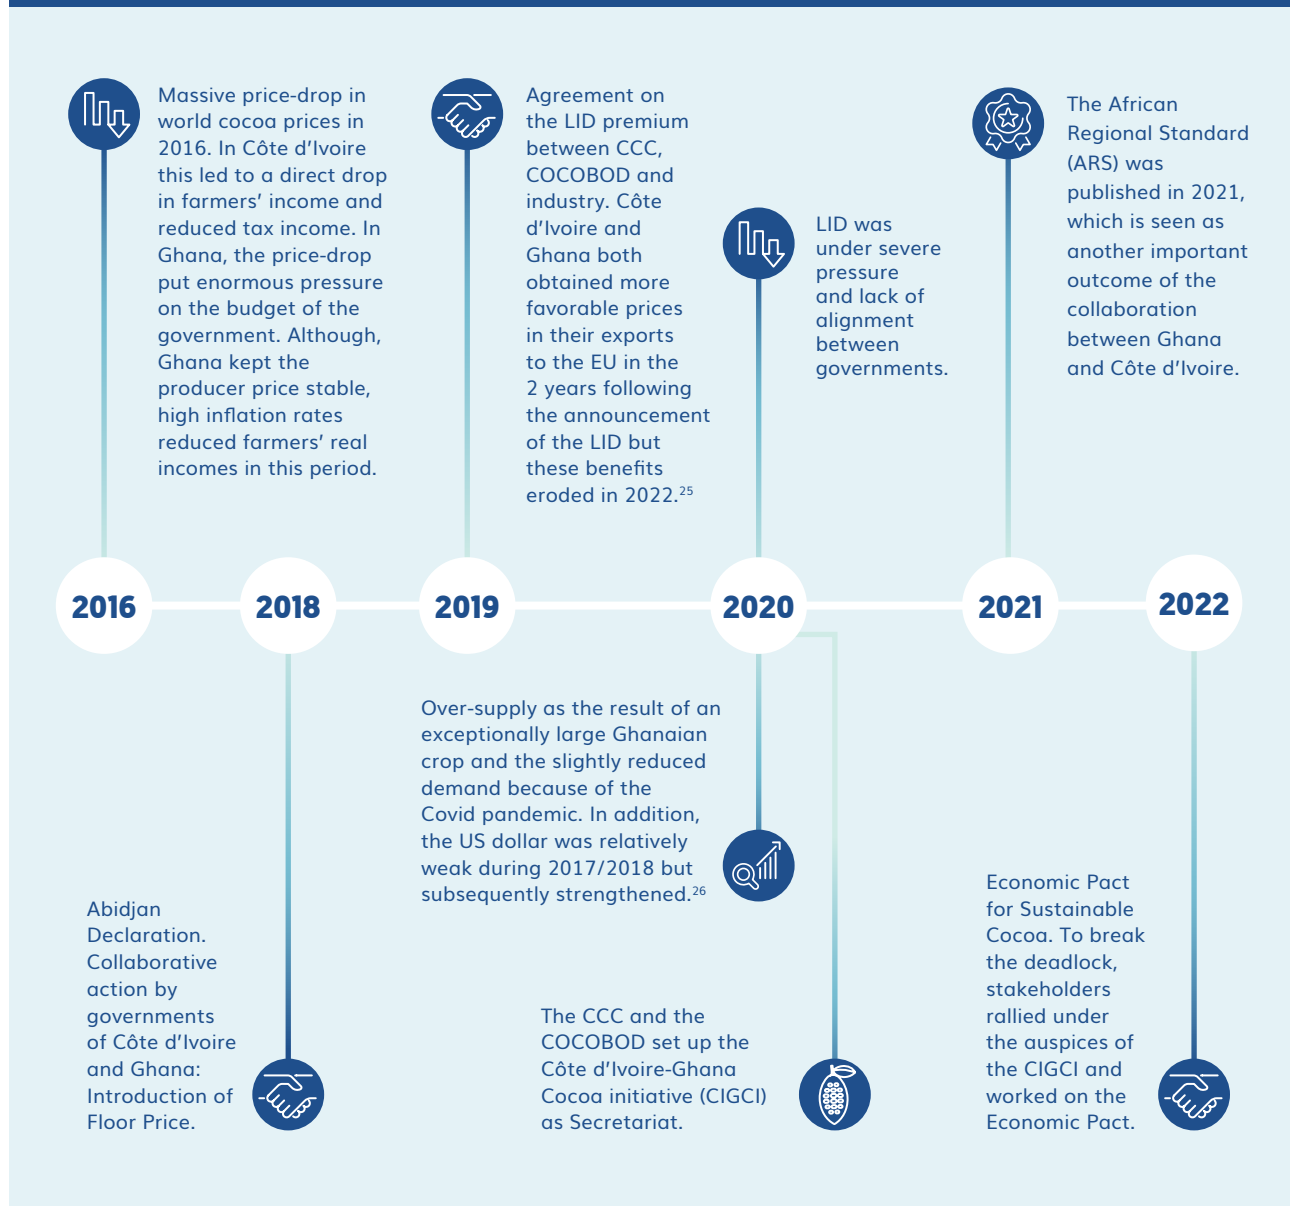 Massive price-drop in
world cocoa prices in
2016. In Côte d'Ivoire
this led to a direct drop
in farmers' income and
reduced tax income. In
Ghana, the price-drop
put enormous pressure
on the budget of the
government. Although,
Ghana kept the
producer price stable,
high inflation rates
reduced farmers' real
incomes in this period.
Agreement on
the LID premium
between CCC,
COCOBOD and
industry. Côte
d'Ivoire and
Ghana both
obtained more
favorable prices
in their exports
to the EU in the
2 years following
the announcement
of the LID but
these benefits
eroded in 2022.25
LID was
under severe
pressure
and lack of
alignment
between
governments.
The African
Regional Standard
(ARS) was
published in 2021,
which is seen as
another important
outcome of the
collaboration
between Ghana
and Côte d'Ivoire.
2016
2018
2019
2020
2021
2022
Abidjan
Declaration.
Collaborative
action by
governments
of Côte d'Ivoire
and Ghana:
Introduction of
Floor Price.
Over-supply as the result of an
exceptionally large Ghanaian
crop and the slightly reduced
demand because of the
Covid pandemic. In addition,
the US dollar was relatively
weak during 2017/2018 but
subsequently strengthened.26
The CCC and the
COCOBOD set up the
Côte d'Ivoire-Ghana
Cocoa initiative (CIGCI)
as Secretariat.
Economic Pact
for Sustainable
Cocoa. To break
the deadlock,
stakeholders
rallied under
the auspices of
the CIGCI and
worked on the
Economic Pact.